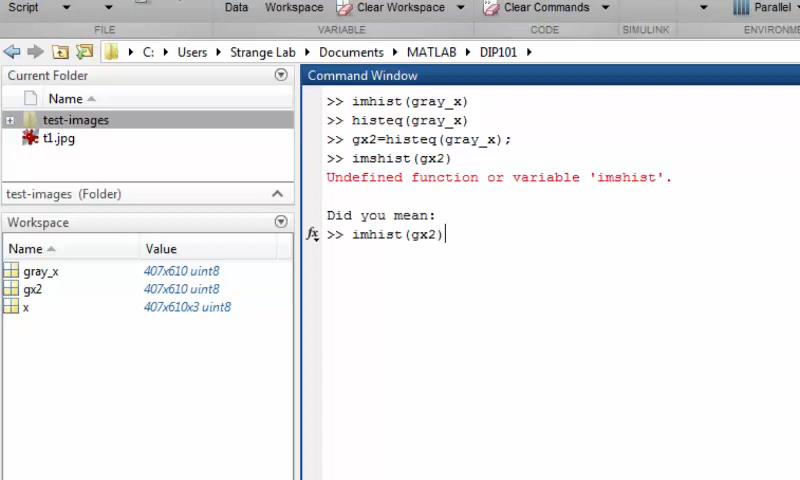 Script Data Workspace Clear Workspace Clear Commands Parallel
FILE VARIABLE CODE SIMULINK ENVIRONME
C: Users Strange Lab Documents MATLAB DIP101
Current Folder
Name
test-images
t1.jpg
test-images (Folder)
Workspace
Name Value
gray_x 407x610 uint8
gx2 407x610 uint8
x 407x610x3 uint8
Command Window
>> imhist(gray_x)
>> histeq(gray_x)
>> gx2=histeq(gray_x);
>> imshist(gx2)
Undefined function or variable 'imshist'.
Did you mean:
fx >> imhist(gx2)